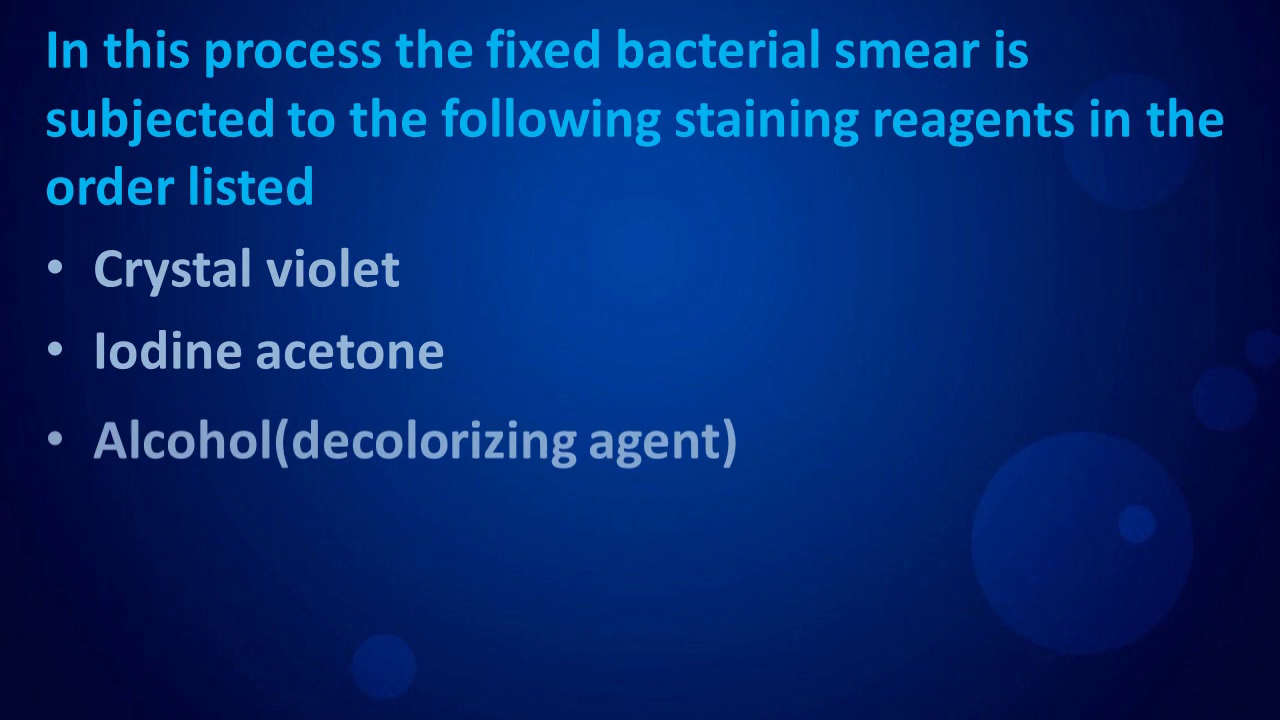 In this process the fixed bacterial smear is
subjected to the following staining reagents in the
order listed
• Crystal violet
• Iodine acetone
• Alcohol(decolorizing agent)